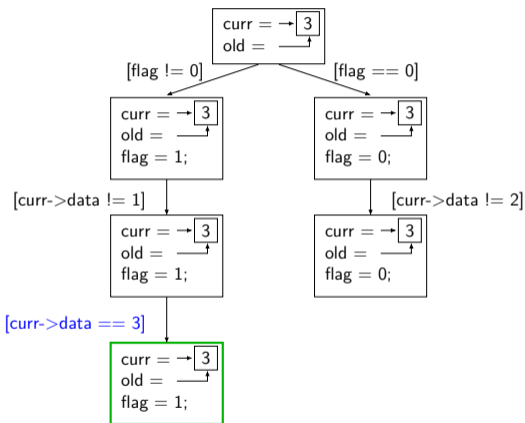 curr = 3
old =
[flag != 0]
[flag == 0]
curr = 3
old =
flag = 1;
curr = 3
old =
flag = 0;
[curr->data != 1]
[curr->data != 2]
curr = 3
old =
flag = 1;
curr = 3
old =
flag = 0;
[curr->data == 3]
curr = 3
old =
flag = 1;